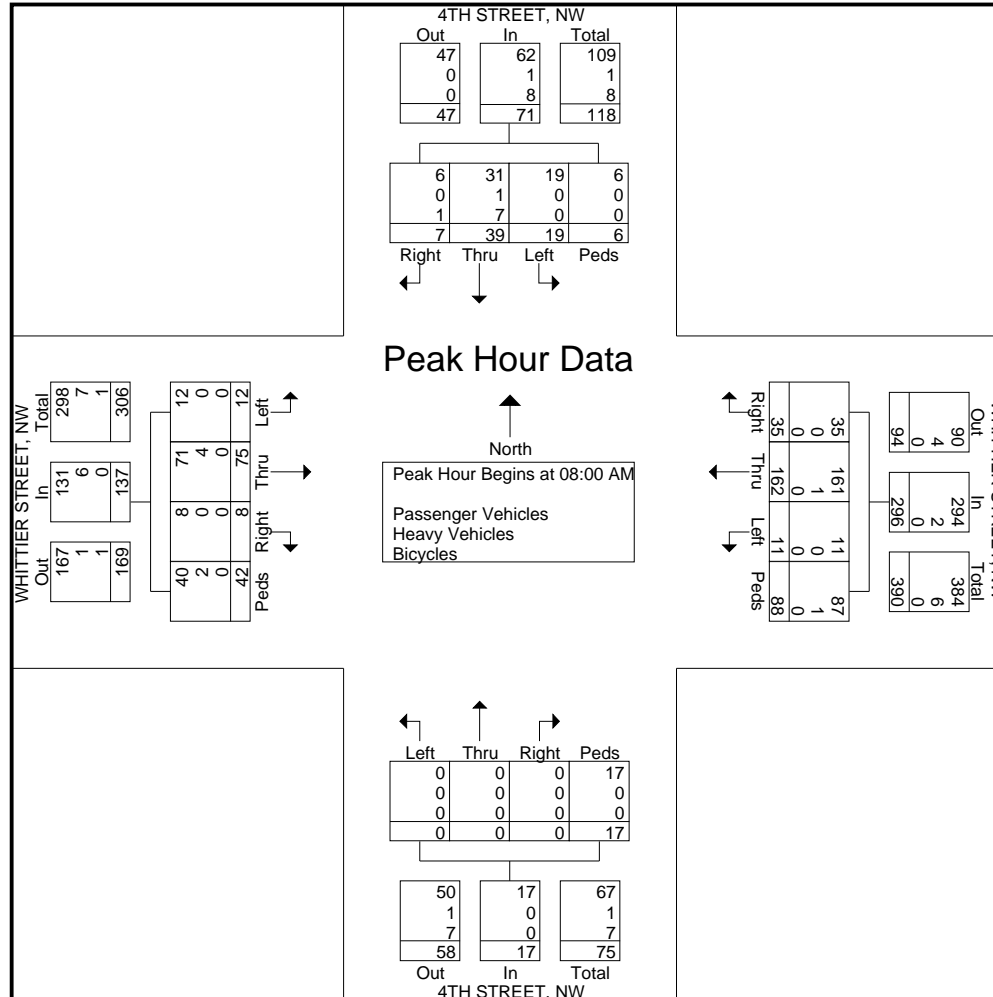 4TH STREET, NW
Out In Total
47 62 109
0 1 1
0 8 8
47 71 118
6 31 19 6
0 1 0 0
1 7 0 0
7 39 19 6
Right Thru Left Peds
Peak Hour Data
North
Peak Hour Begins at 08:00 AM
Passenger Vehicles
Heavy Vehicles
Bicycles
WHITTIER STREET, NW
Out In Total
167 131 298
1 6 7
1 0 1
169 137 306
40 8 71 12
2 0 4 0
0 0 0 0
42 8 75 12
Peds Right Thru Left
Out In Total
90 294 384
4 2 6
0 0 0
94 296 390
35 161 11 87
0 1 0 1
0 0 0 0
35 162 11 88
Right Thru Left Peds
Left Thru Right Peds
0 0 0 17
0 0 0 0
0 0 0 0
0 0 0 17
50 17 67
1 0 1
7 0 7
58 17 75
Out In Total
4TH STREET, NW